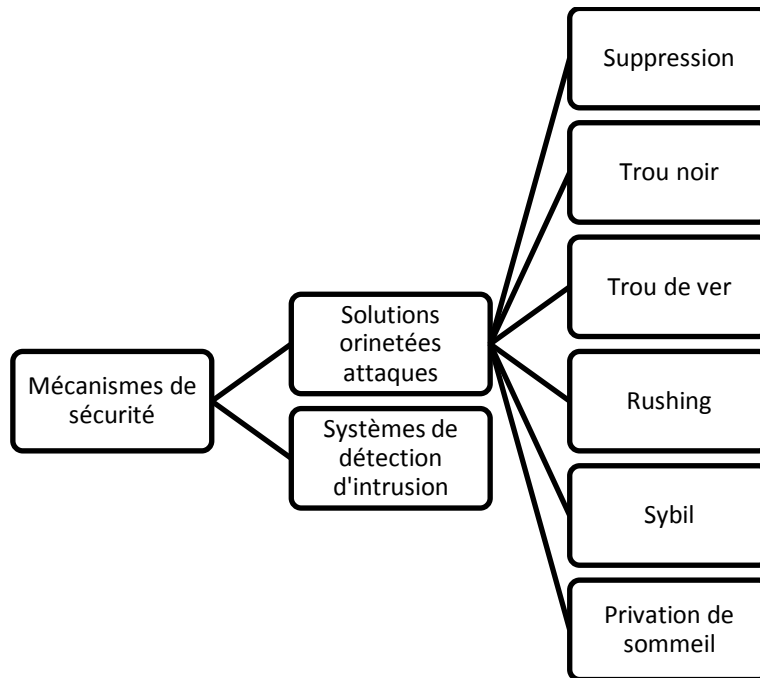 Mécanismes de
sécurité
Solutions
orinetées
attaques
Systèmes de
détection
d'intrusion
Suppression
Trou noir
Trou de ver
Rushing
Sybil
Privation de
sommeil